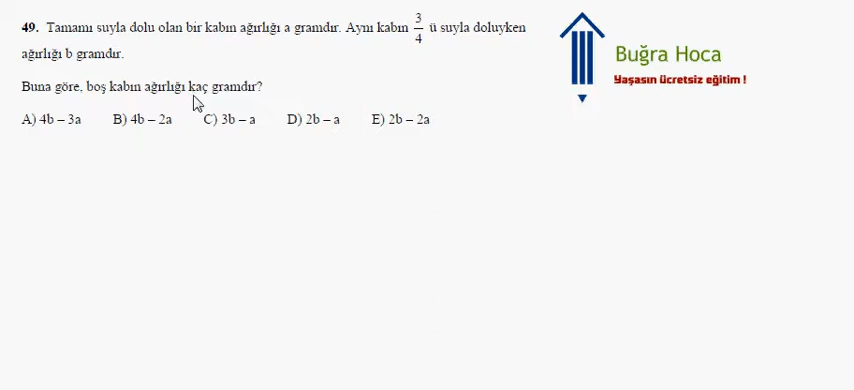 49. Tamamı suyla dolu olan bir kabın ağırlığı a gramdır. Aynı kabın 3/4 ü suyla doluyken
ağırlığı b gramdır.
Buna göre, boş kabın ağırlığı kaç gramdır?
A) 4b – 3a B) 4b – 2a C) 3b – a D) 2b – a E) 2b – 2a
Buğra Hoca
Yaşasın ücretsiz eğitim !